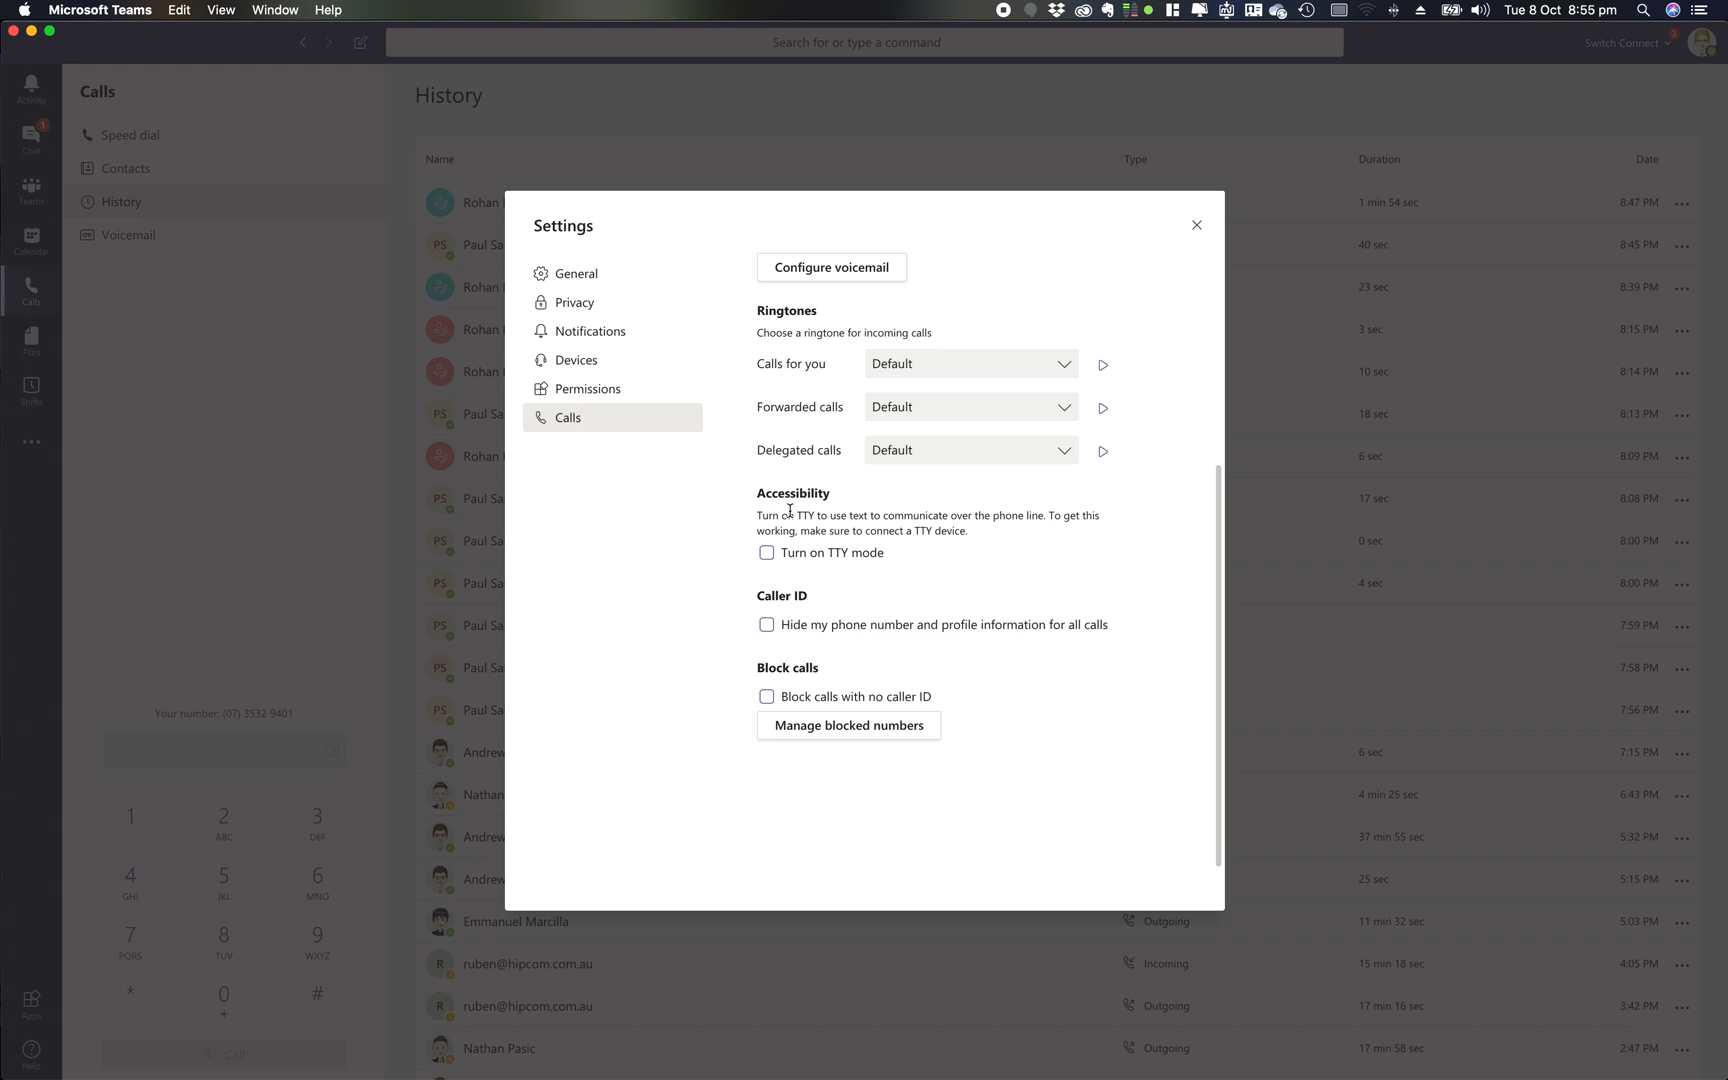 Microsoft Teams Edit View Window Help
Tue 8 Oct 8:55 pm
Search for or type a command
Switch Connect
3
Activity
Chat
1
Teams
Calendar
Calls
Files
Shifts
Apps
Help
Calls
Speed dial
Contacts
History
Voicemail
Your number: (07) 3532 9401
1
2
ABC
3
DEF
4
GHI
5
JKL
6
MNO
7
PQRS
8
TUV
9
WXYZ
*
0
+
#
Call
History
Name Type Duration Date
Rohan 1 min 54 sec 8:47 PM
PS Paul Sa 40 sec 8:45 PM
Rohan 23 sec 8:39 PM
Rohan 3 sec 8:15 PM
Rohan 10 sec 8:14 PM
PS Paul Sa 18 sec 8:13 PM
Rohan 6 sec 8:09 PM
PS Paul Sa 17 sec 8:08 PM
PS Paul Sa 0 sec 8:00 PM
PS Paul Sa 4 sec 8:00 PM
PS Paul Sa 7:59 PM
PS Paul Sa 7:58 PM
PS Paul Sa 7:56 PM
Andrew 6 sec 7:15 PM
Nathan 4 min 25 sec 6:43 PM
Andrew 37 min 55 sec 5:32 PM
Andrew 25 sec 5:15 PM
Emmanuel Marcilla Outgoing 11 min 32 sec 5:03 PM
R ruben@hipcom.com.au Incoming 15 min 18 sec 4:05 PM
R ruben@hipcom.com.au Outgoing 17 min 16 sec 3:42 PM
Nathan Pasic Outgoing 17 min 58 sec 2:47 PM
Settings
General
Privacy
Notifications
Devices
Permissions
Calls
Configure voicemail
Ringtones
Choose a ringtone for incoming calls
Calls for you Default
Forwarded calls Default
Delegated calls Default
Accessibility
Turn on TTY to use text to communicate over the phone line. To get this
working, make sure to connect a TTY device.
Turn on TTY mode
Caller ID
Hide my phone number and profile information for all calls
Block calls
Block calls with no caller ID
Manage blocked numbers